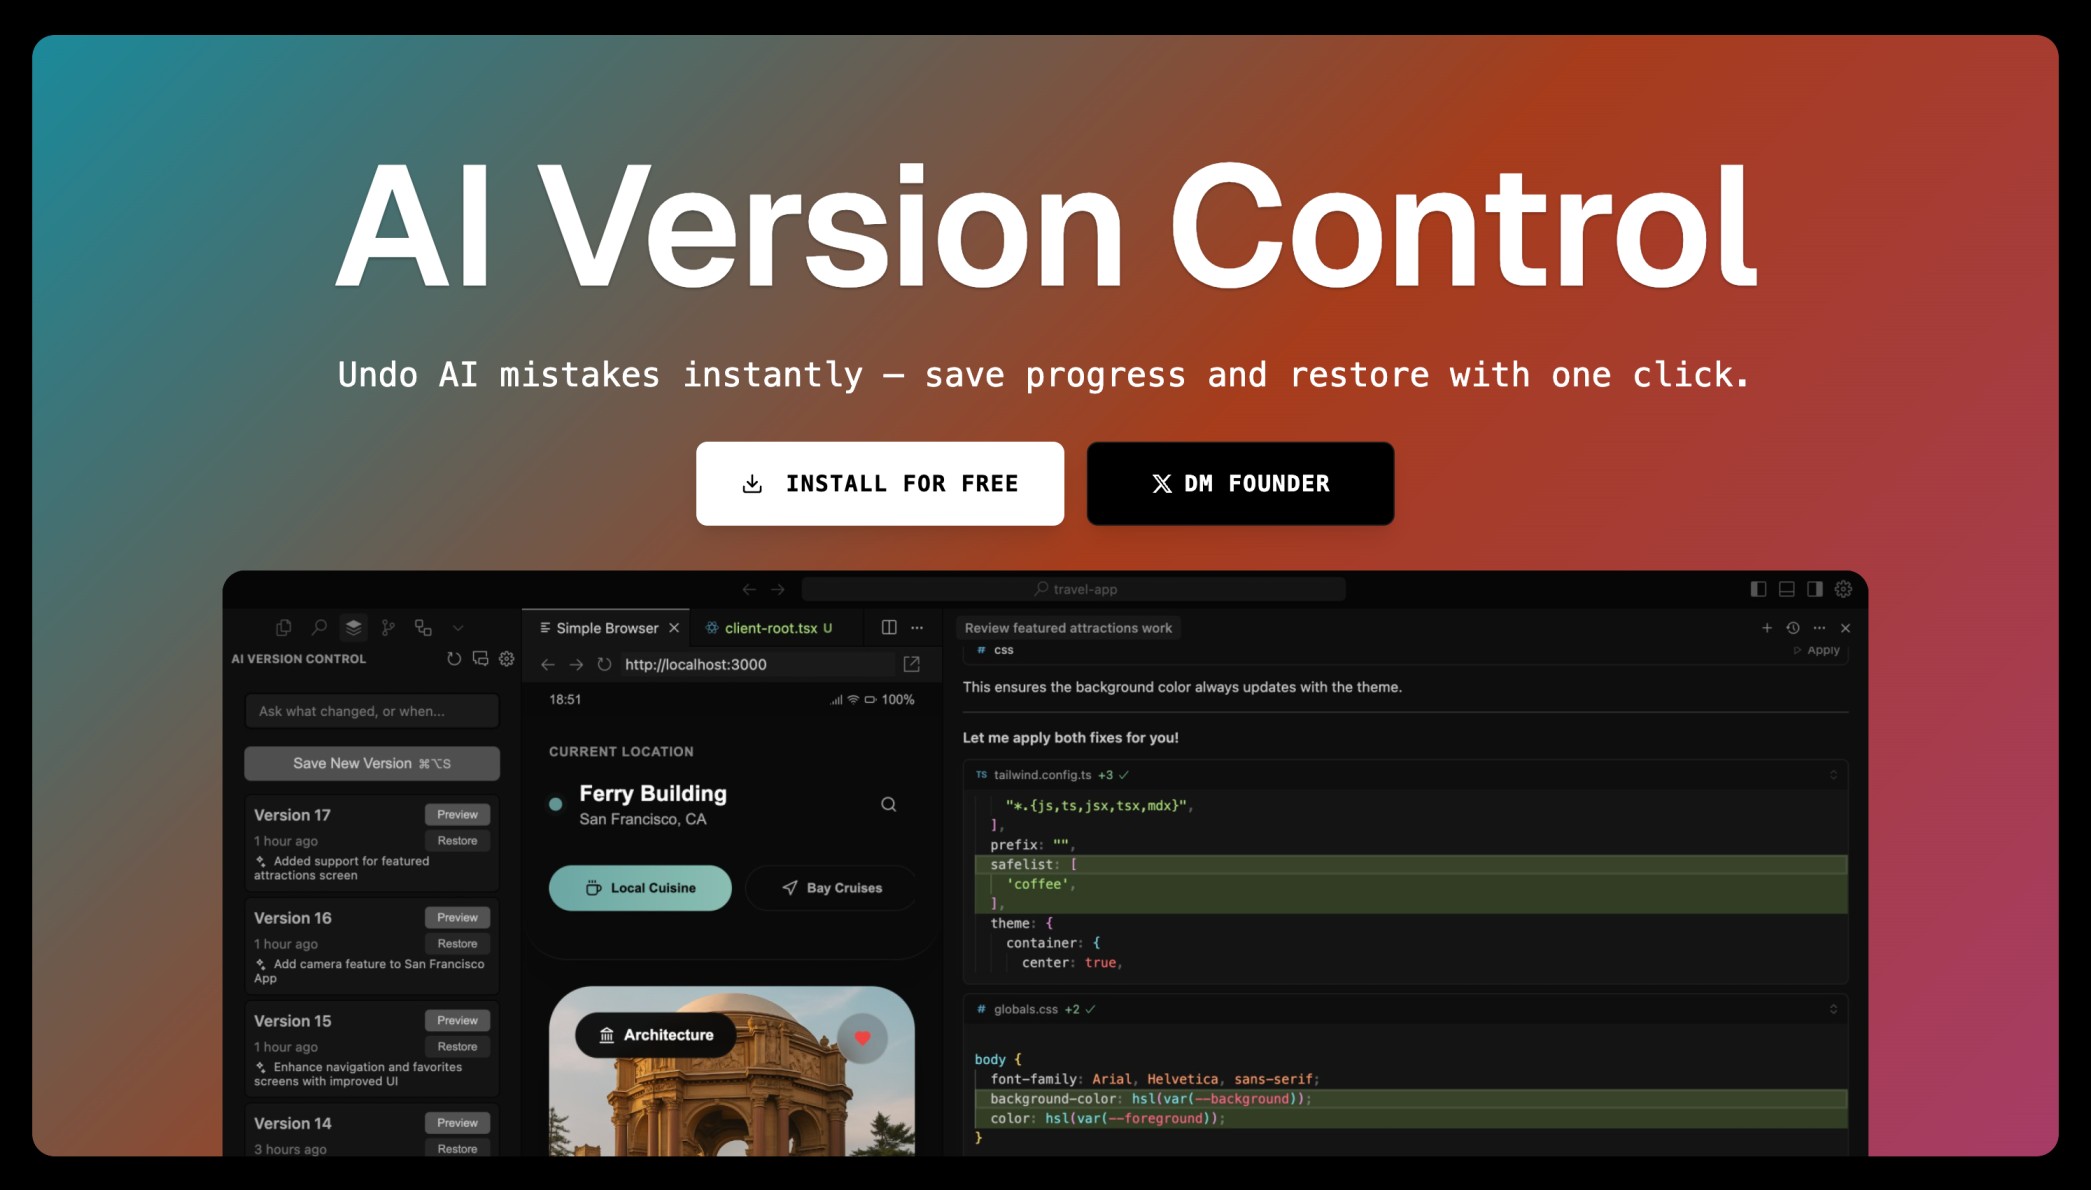 AI Version Control
Undo AI mistakes instantly — save progress and restore with one click.
INSTALL FOR FREE
DM FOUNDER
travel-app
AI VERSION CONTROL
Ask what changed, or when...
Save New Version ⌘⌥S
Version 17
Preview
1 hour ago
Restore
Added support for featured
attractions screen
Version 16
Preview
1 hour ago
Restore
Add camera feature to San Francisco
App
Version 15
Preview
1 hour ago
Restore
Enhance navigation and favorites
screens with improved UI
Version 14
Preview
3 hours ago
Restore
Simple Browser
client-root.tsx U
http://localhost:3000
18:51
100%
CURRENT LOCATION
Ferry Building
San Francisco, CA
Local Cuisine
Bay Cruises
Architecture
Review featured attractions work
# css
Apply
This ensures the background color always updates with the theme.
Let me apply both fixes for you!
TS tailwind.config.ts +3
"*.{js,ts,jsx,tsx,mdx}",
],
prefix: "",
safelist: [
'coffee',
],
theme: {
container: {
center: true,
# globals.css +2
body {
font-family: Arial, Helvetica, sans-serif;
background-color: hsl(var(--background));
color: hsl(var(--foreground));
}